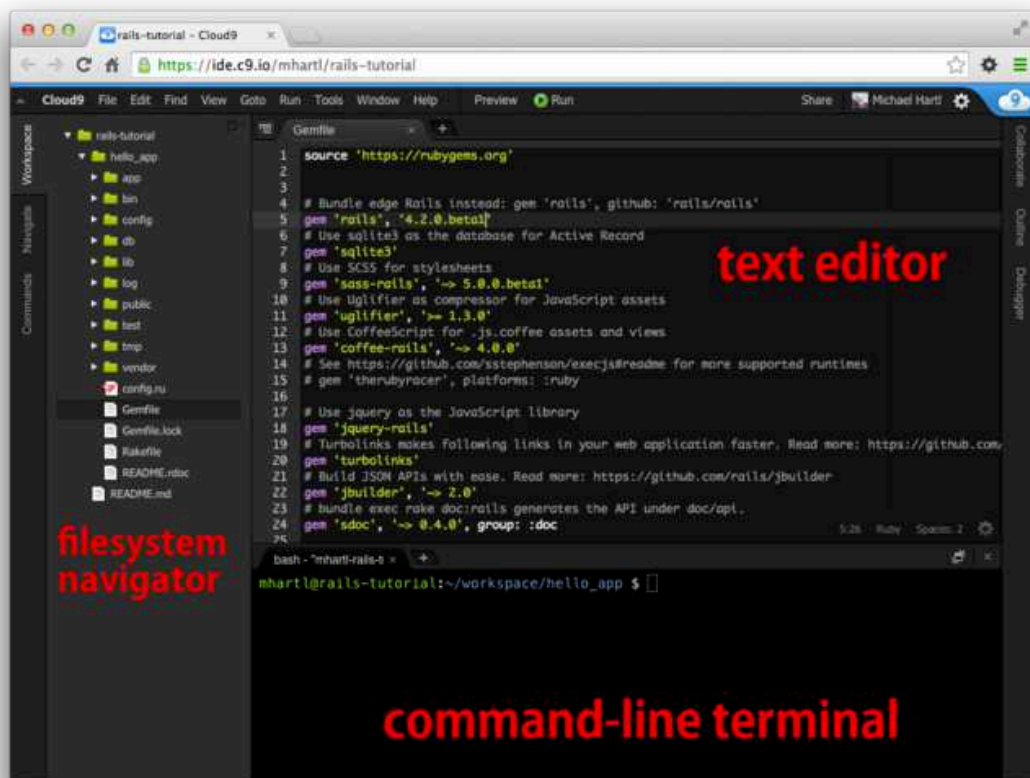 rails-tutorial - Cloud9
https://ide.c9.io/mhartl/rails-tutorial
Cloud9 File Edit Find View Goto Run Tools Window Help Preview Run Share Michael Hartl
9
Workspace
Navigate
Commands
rails-tutorial
hello_app
app
bin
config
db
lib
log
public
test
tmp
vendor
config.ru
Gemfile
Gemfile.lock
Rakefile
README.rdoc
README.md
filesystem
navigator
Gemfile
1 source 'https://rubygems.org'
2
3
4 # Bundle edge Rails instead: gem 'rails', github: 'rails/rails'
5 gem 'rails', '4.2.0.beta1'
6 # Use sqlite3 as the database for Active Record
7 gem 'sqlite3'
8 # Use SCSS for stylesheets
9 gem 'sass-rails', '~> 5.0.0.beta1'
10 # Use Uglifier as compressor for JavaScript assets
11 gem 'uglifier', '>= 1.3.0'
12 # Use CoffeeScript for .js.coffee assets and views
13 gem 'coffee-rails', '~> 4.0.0'
14 # See https://github.com/sstephenson/execjs#readme for more supported runtimes
15 # gem 'therubyracer', platforms: :ruby
16
17 # Use jquery as the JavaScript library
18 gem 'jquery-rails'
19 # Turbolinks makes following links in your web application faster. Read more: https://github.com/
20 gem 'turbolinks'
21 # Build JSON APIs with ease. Read more: https://github.com/rails/jbuilder
22 gem 'jbuilder', '~> 2.0'
23 # bundle exec rake doc:rails generates the API under doc/api.
24 gem 'sdoc', '~> 0.4.0', group: :doc
25
text editor
5:26 Ruby Spaces: 2
Collaborate
Outline
Debugger
bash - "mhartl-rails-t
mhartl@rails-tutorial:~/workspace/hello_app $
command-line terminal